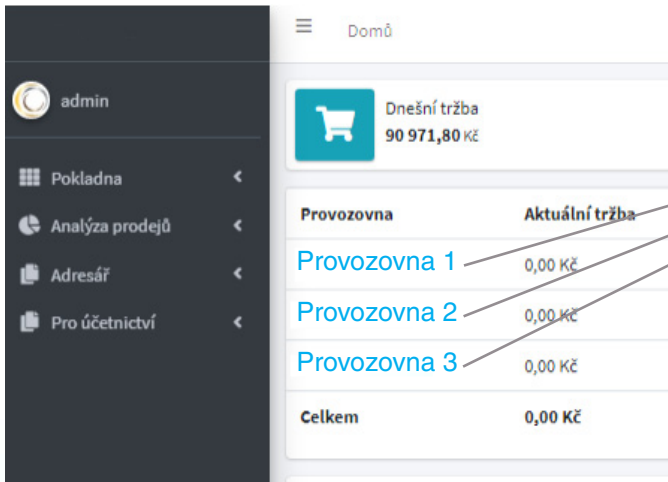 Domů
admin
Dnešní tržba
90 971,80 Kč
Pokladna
Analýza prodejů
Adresář
Pro účetnictví
Provozovna Aktuální tržba
Provozovna 1 0,00 Kč
Provozovna 2 0,00 Kč
Provozovna 3 0,00 Kč
Celkem 0,00 Kč